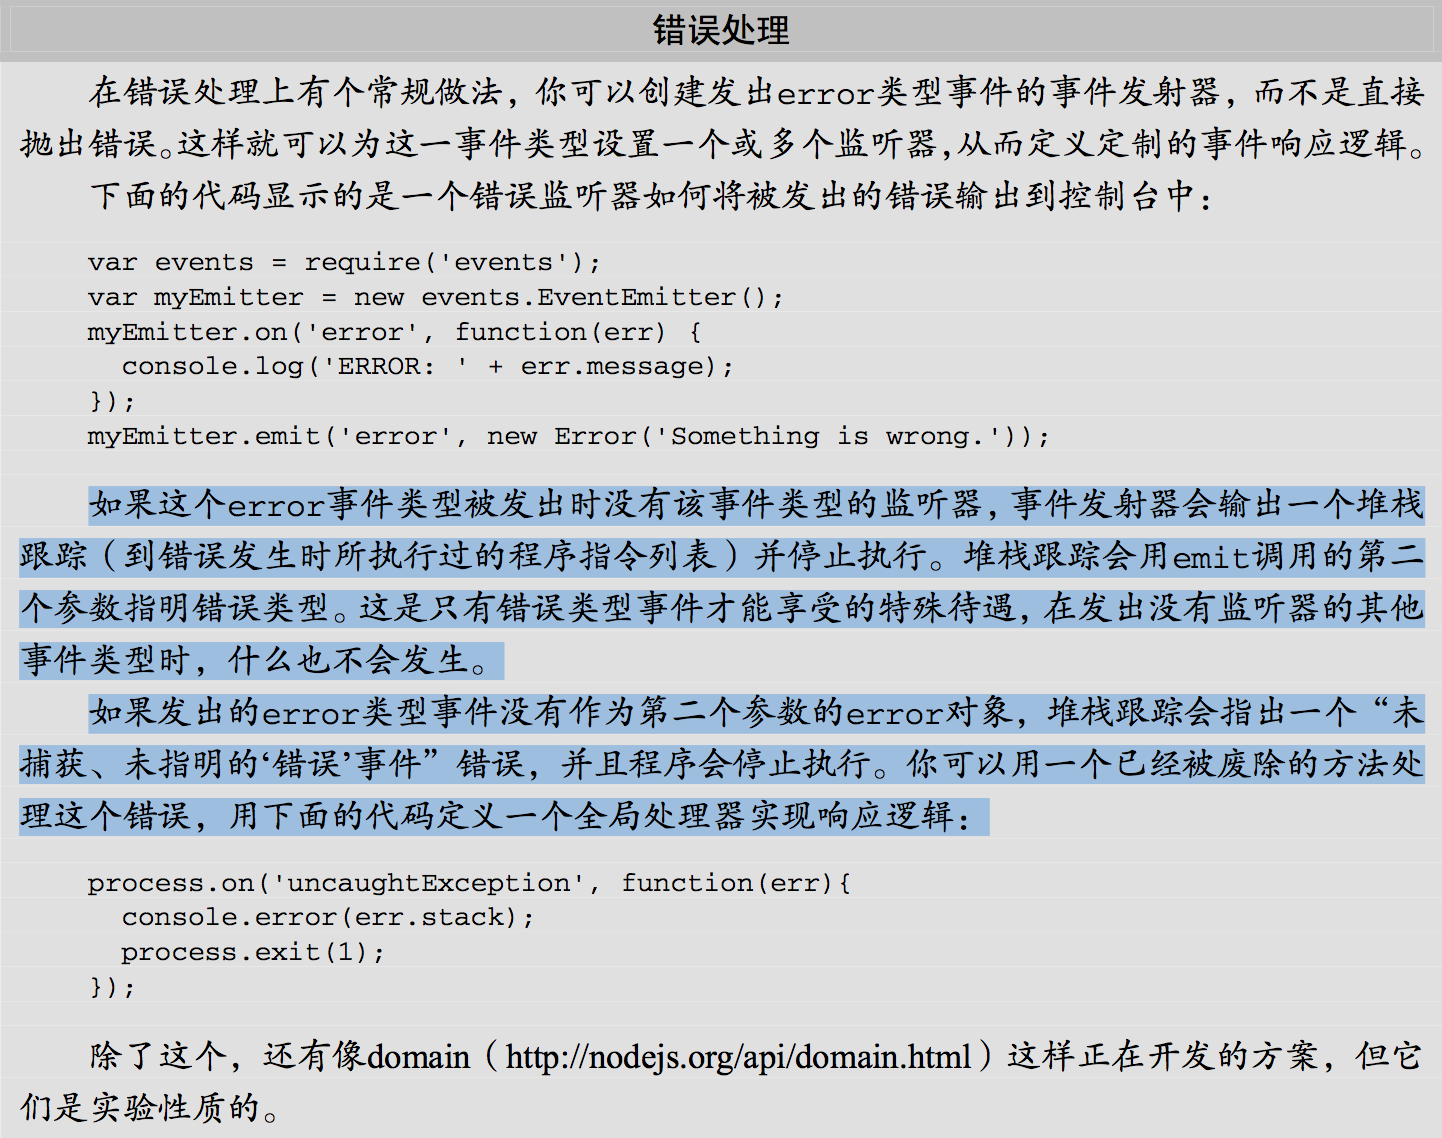 错误处理
在错误处理上有个常规做法，你可以创建发出error类型事件的事件发射器，而不是直接
抛出错误。这样就可以为这一事件类型设置一个或多个监听器，从而定义定制的事件响应逻辑。
下面的代码显示的是一个错误监听器如何将被发出的错误输出到控制台中：
var events = require('events');
var myEmitter = new events.EventEmitter();
myEmitter.on('error', function(err) {
  console.log('ERROR: ' + err.message);
});
myEmitter.emit('error', new Error('Something is wrong.'));
如果这个error事件类型被发出时没有该事件类型的监听器，事件发射器会输出一个堆栈
跟踪（到错误发生时所执行过的程序指令列表）并停止执行。堆栈跟踪会用emit调用的第二
个参数指明错误类型。这是只有错误类型事件才能享受的特殊待遇，在发出没有监听器的其他
事件类型时，什么也不会发生。
如果发出的error类型事件没有作为第二个参数的error对象，堆栈跟踪会指出一个“未
捕获、未指明的‘错误’事件”错误，并且程序会停止执行。你可以用一个已经被废除的方法处
理这个错误，用下面的代码定义一个全局处理器实现响应逻辑：
process.on('uncaughtException', function(err){
  console.error(err.stack);
  process.exit(1);
});
除了这个，还有像domain（http://nodejs.org/api/domain.html）这样正在开发的方案，但它
们是实验性质的。